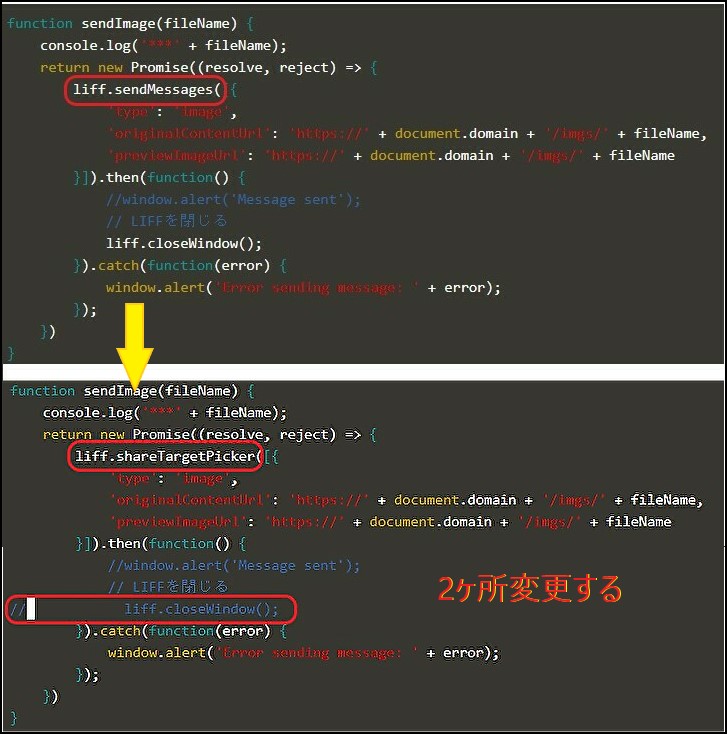 function sendImage(fileName) {
console.log('***' + fileName);
return new Promise((resolve, reject) => {
liff.sendMessages([{
'type': 'image',
'originalContentUrl': 'https://' + document.domain + '/imgs/' + fileName,
'previewImageUrl': 'https://' + document.domain + '/imgs/' + fileName
}]).then(function() {
//window.alert('Message sent');
// LIFFを閉じる
liff.closeWindow();
}).catch(function(error) {
window.alert('Error sending message: ' + error);
});
})
}
function sendImage(fileName) {
console.log('***' + fileName);
return new Promise((resolve, reject) => {
liff.shareTargetPicker([{
'type': 'image',
'originalContentUrl': 'https://' + document.domain + '/imgs/' + fileName,
'previewImageUrl': 'https://' + document.domain + '/imgs/' + fileName
}]).then(function() {
//window.alert('Message sent');
// LIFFを閉じる
2ヶ所変更する
// liff.closeWindow();
}).catch(function(error) {
window.alert('Error sending message: ' + error);
});
})
}